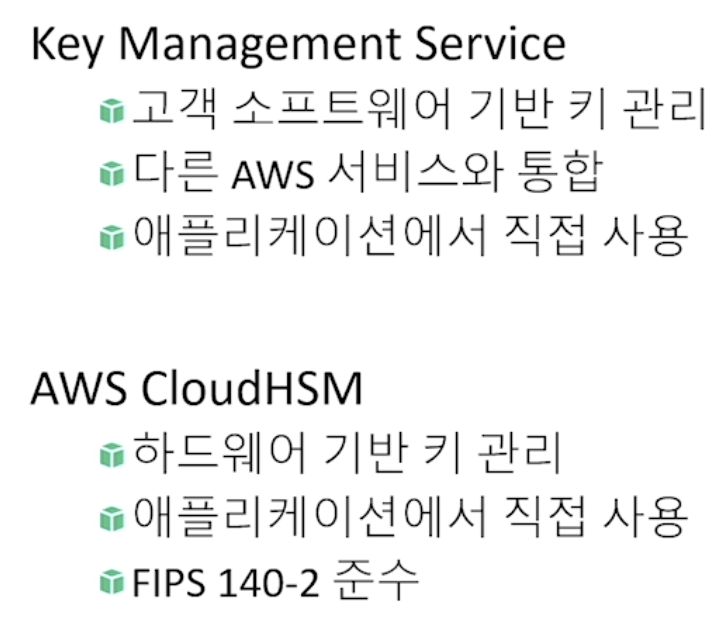 Key Management Service
고객 소프트웨어 기반 키 관리
다른 AWS 서비스와 통합
애플리케이션에서 직접 사용
AWS CloudHSM
하드웨어 기반 키 관리
애플리케이션에서 직접 사용
FIPS 140-2 준수